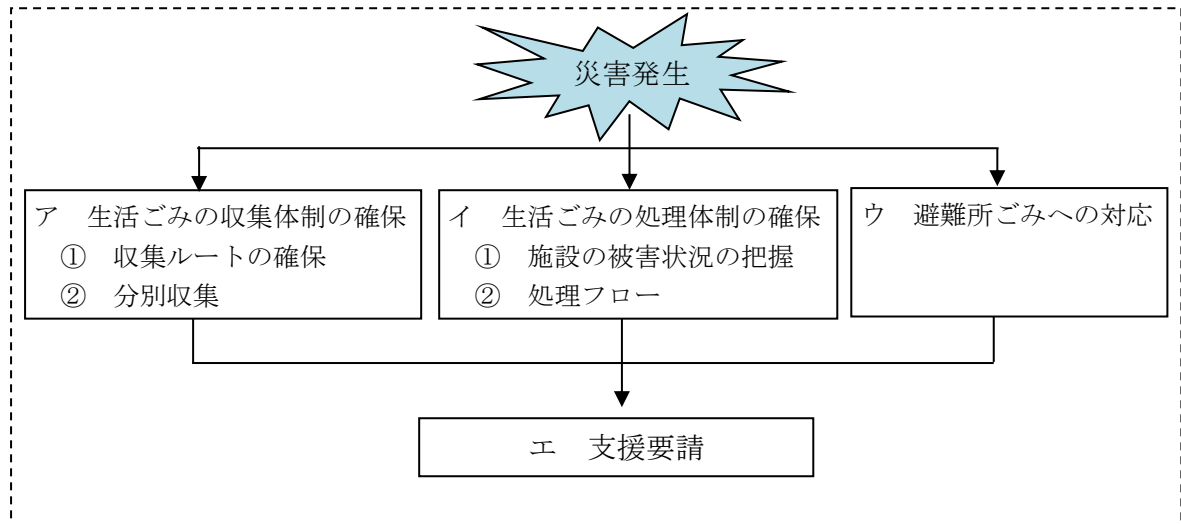 災害発生
ア 生活ごみの収集体制の確保
① 収集ルートの確保
② 分別収集
イ 生活ごみの処理体制の確保
① 施設の被害状況の把握
② 処理フロー
ウ 避難所ごみへの対応
エ 支援要請